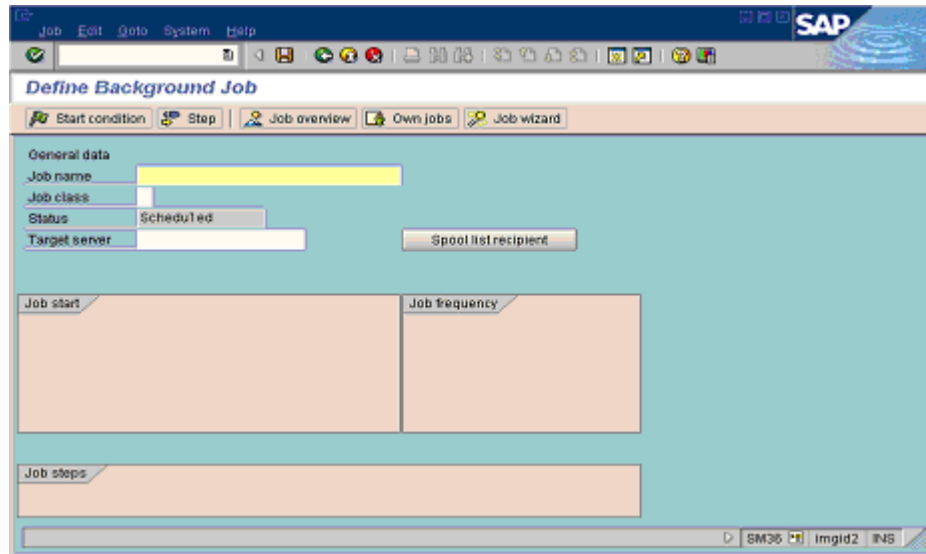 Job Edit Goto System Help
SAP
Define Background Job
Start condition Step Job overview Own jobs Job wizard
General data
Job name
Job class
Status Scheduled
Target server Spool list recipient
Job start Job frequency
Job steps
SM36 imgid2 INS